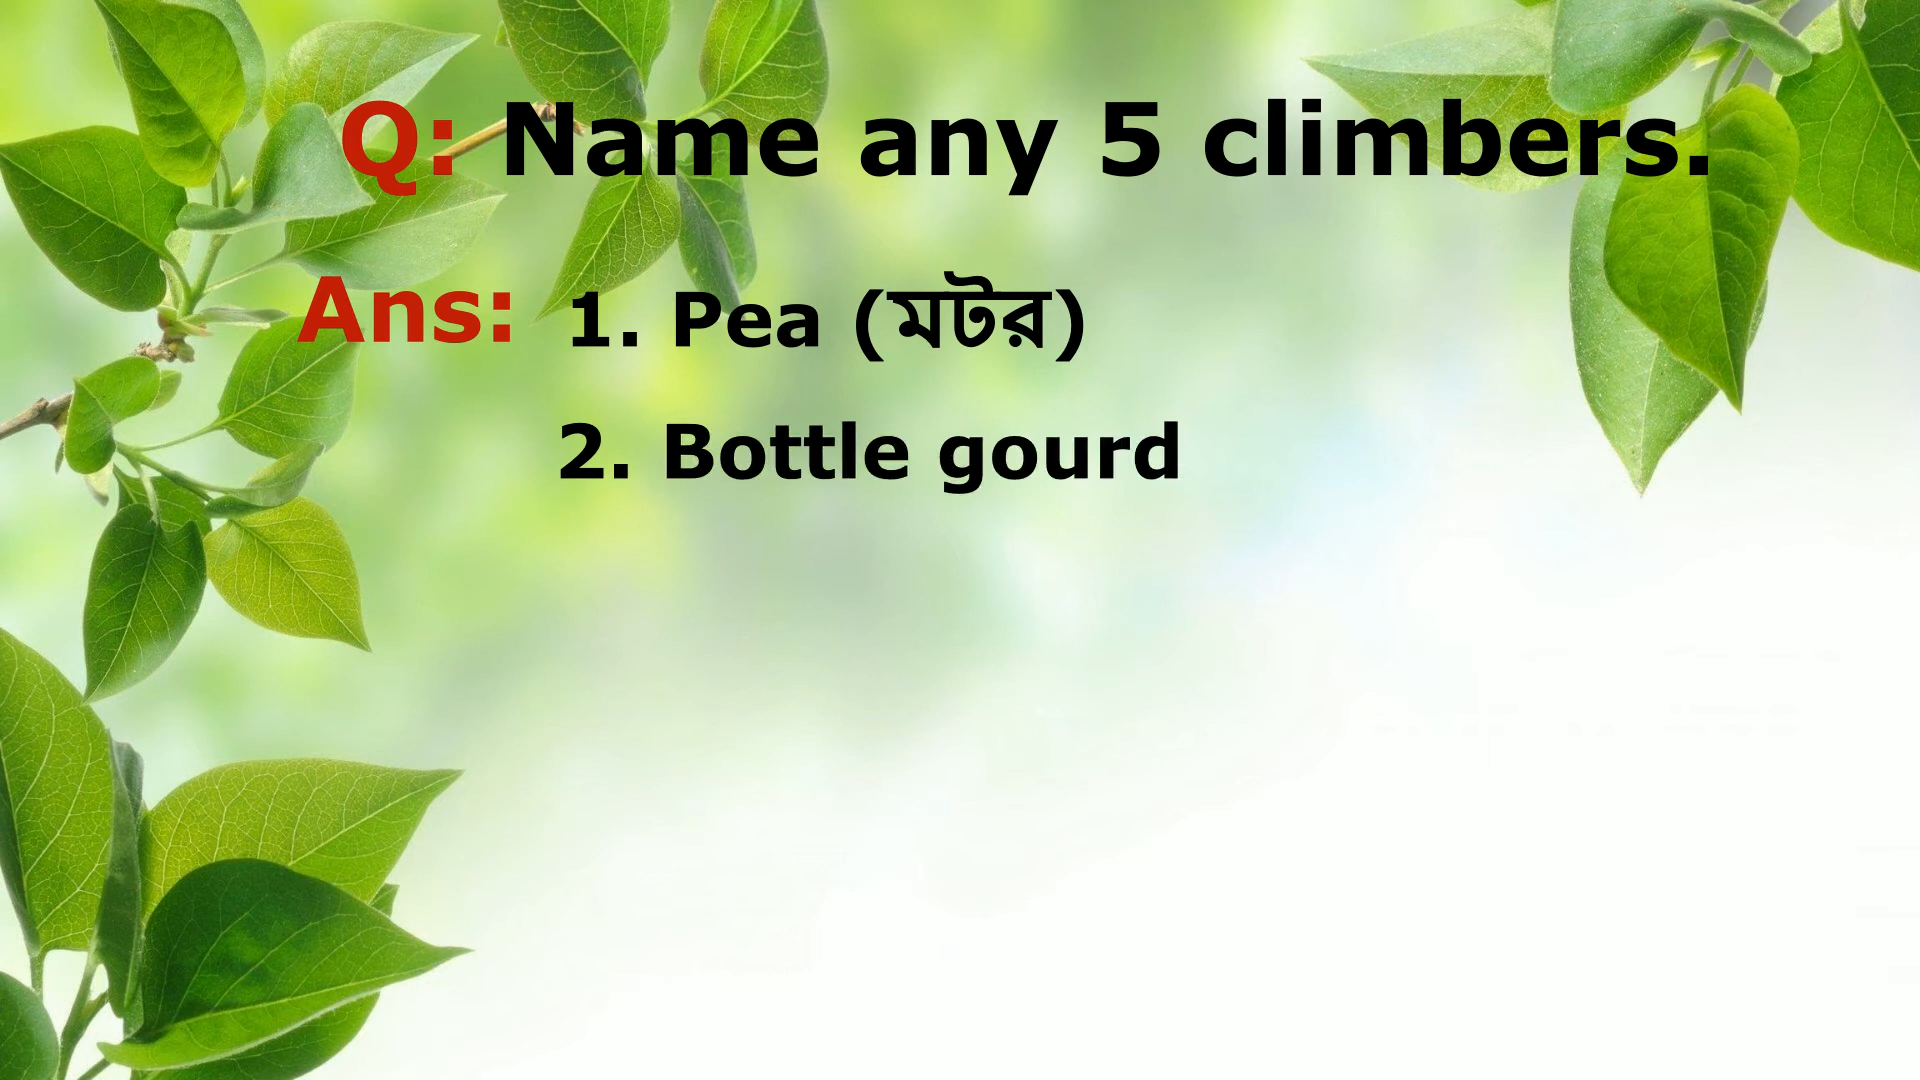 Q: Name any 5 climbers.
Ans: 1. Pea (মটর)
2. Bottle gourd